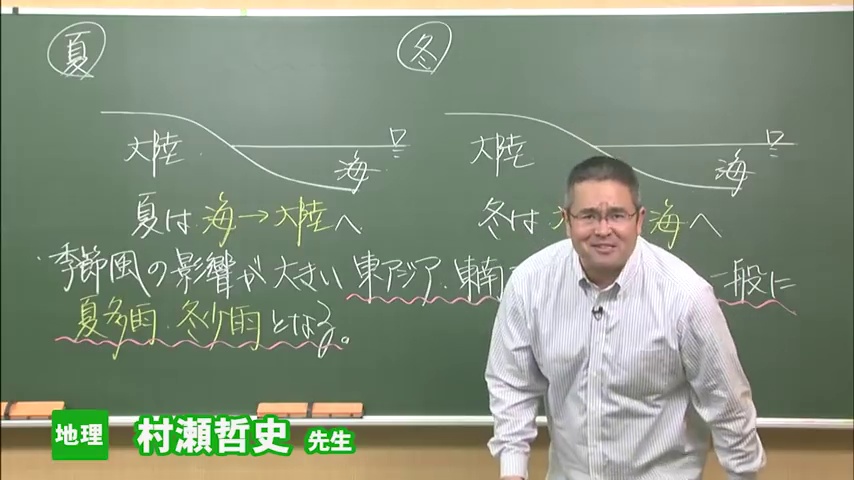 夏
冬
大陸
海
大陸
海
夏は 海→大陸へ
冬は 海へ
・季節風の影響が大きい 東アジア・東南 一般に
夏多雨・冬少雨となる。
地理 村瀬哲史 先生